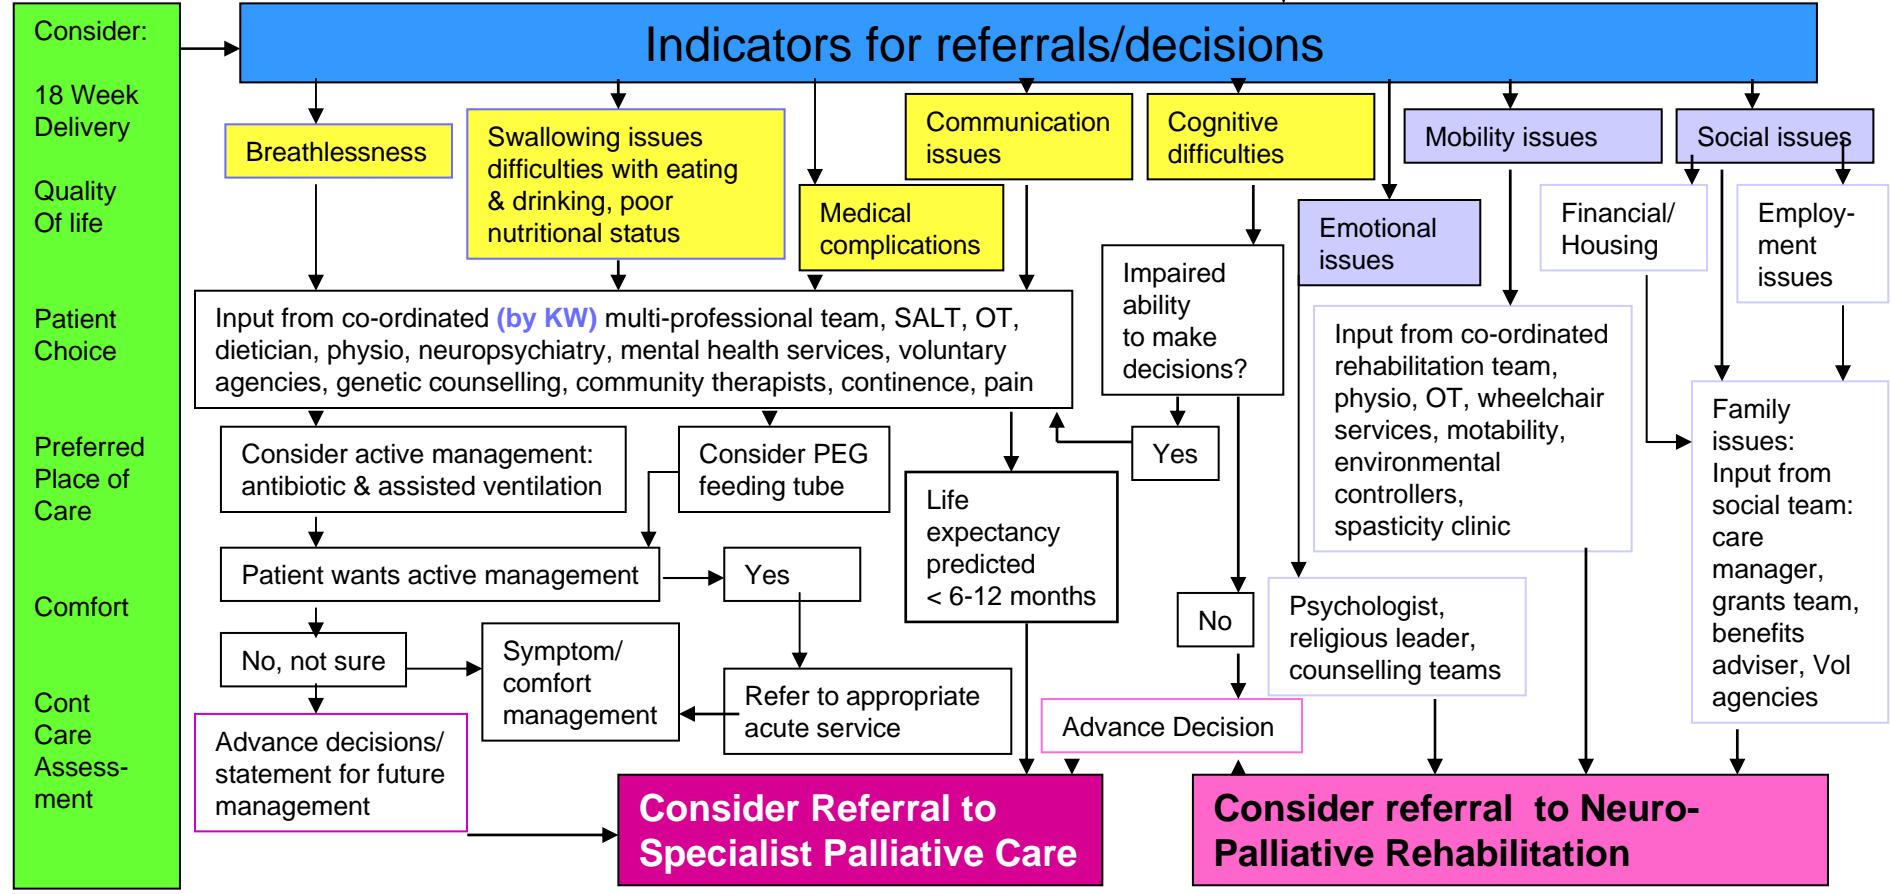 Consider:
18 Week
Delivery
Quality
Of life
Patient
Choice
Preferred
Place of
Care
Comfort
Cont
Care
Assess-
ment
Indicators for referrals/decisions
Breathlessness
Swallowing issues
difficulties with eating
& drinking, poor
nutritional status
Medical
complications
Communication
issues
Cognitive
difficulties
Emotional
issues
Mobility issues
Social issues
Financial/
Housing
Employ-
ment
issues
Input from co-ordinated (by KW) multi-professional team, SALT, OT,
dietician, physio, neuropsychiatry, mental health services, voluntary
agencies, genetic counselling, community therapists, continence, pain
Impaired
ability
to make
decisions?
Input from co-ordinated
rehabilitation team,
physio, OT, wheelchair
services, motability,
environmental
controllers,
spasticity clinic
Family
issues:
Input from
social team:
care
manager,
grants team,
benefits
adviser, Vol
agencies
Consider active management:
antibiotic & assisted ventilation
Consider PEG
feeding tube
Yes
Life
expectancy
predicted
< 6-12 months
Patient wants active management
Yes
No
Psychologist,
religious leader,
counselling teams
No, not sure
Symptom/
comfort
management
Refer to appropriate
acute service
Advance Decision
Advance decisions/
statement for future
management
Consider Referral to
Specialist Palliative Care
Consider referral  to Neuro-
Palliative Rehabilitation